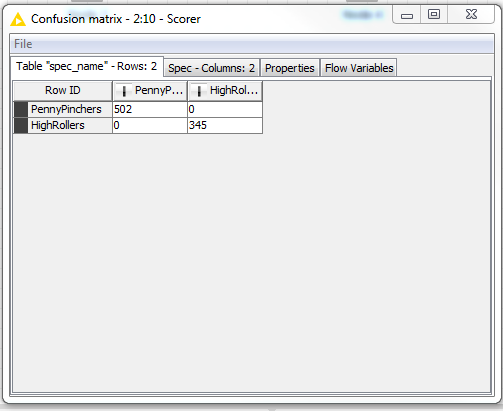 Confusion matrix - 2:10 - Scorer
File
Table "spec_name" - Rows: 2 Spec - Columns: 2 Properties Flow Variables
Row ID PennyP... HighRol...
PennyPinchers 502 0
HighRollers 0 345